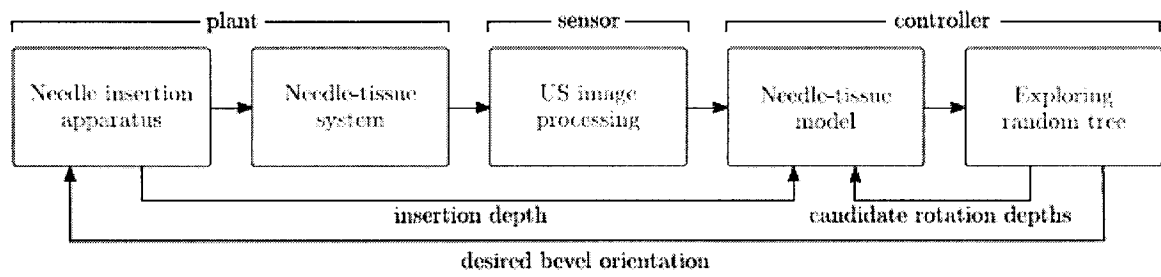 plant
sensor
controller
Needle insertion
apparatus
Needle-tissue
system
US image
processing
Needle-tissue
model
Exploring
random tree
insertion depth
candidate rotation depths
desired bevel orientation